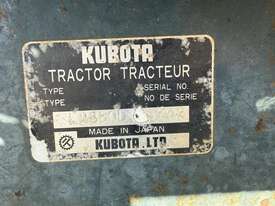 KUBOTA
TRACTOR TRACTEUR
TYPE SERIAL NO.
TYPE NO DE SERIE
MADE IN JAPAN
KUBOTA, LTD